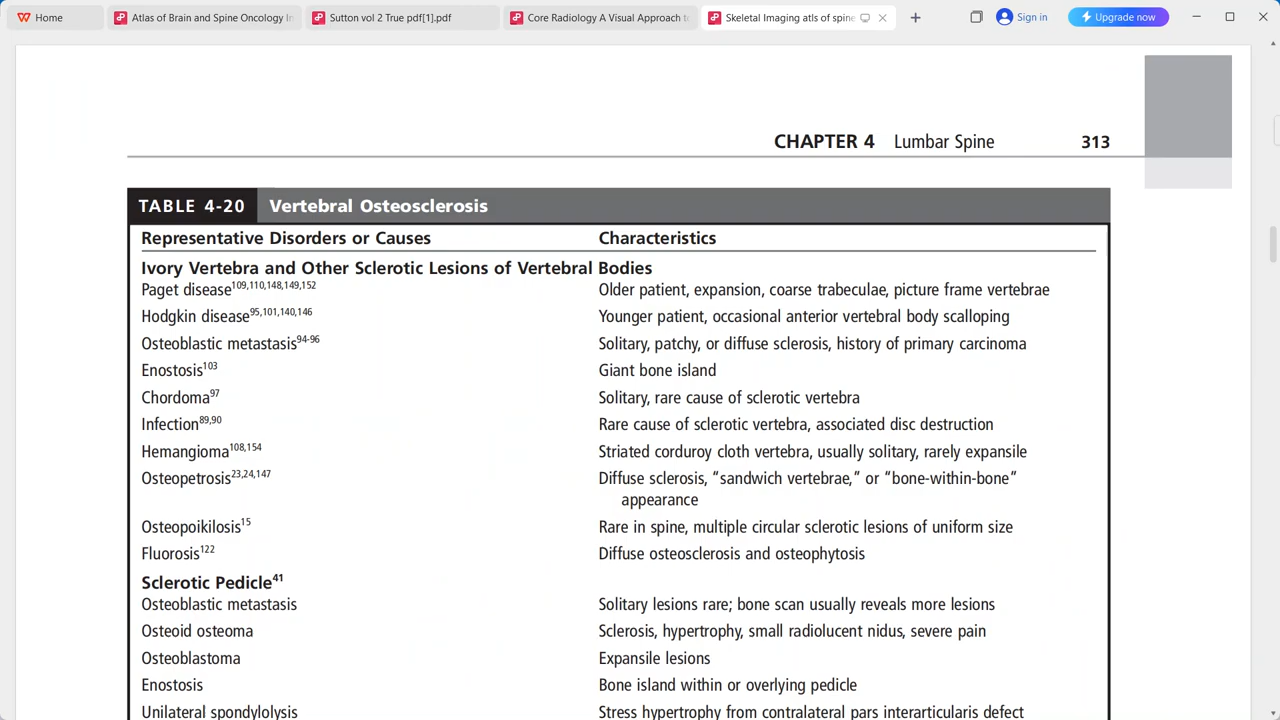 Home
Atlas of Brain and Spine Oncology I
Sutton vol 2 True pdf[1].pdf
Core Radiology A Visual Approach t
Skeletal Imaging atls of spine
Sign in
Upgrade now
CHAPTER 4 Lumbar Spine 313
TABLE 4-20 Vertebral Osteosclerosis
Representative Disorders or Causes Characteristics
Ivory Vertebra and Other Sclerotic Lesions of Vertebral Bodies
Paget disease109,110,148,149,152 Older patient, expansion, coarse trabeculae, picture frame vertebrae
Hodgkin disease95,101,140,146 Younger patient, occasional anterior vertebral body scalloping
Osteoblastic metastasis94-96 Solitary, patchy, or diffuse sclerosis, history of primary carcinoma
Enostosis103 Giant bone island
Chordoma97 Solitary, rare cause of sclerotic vertebra
Infection89,90 Rare cause of sclerotic vertebra, associated disc destruction
Hemangioma108,154 Striated corduroy cloth vertebra, usually solitary, rarely expansile
Osteopetrosis23,24,147 Diffuse sclerosis, “sandwich vertebrae,” or “bone-within-bone”
appearance
Osteopoikilosis15 Rare in spine, multiple circular sclerotic lesions of uniform size
Fluorosis122 Diffuse osteosclerosis and osteophytosis
Sclerotic Pedicle41
Osteoblastic metastasis Solitary lesions rare; bone scan usually reveals more lesions
Osteoid osteoma Sclerosis, hypertrophy, small radiolucent nidus, severe pain
Osteoblastoma Expansile lesions
Enostosis Bone island within or overlying pedicle
Unilateral spondylolysis Stress hypertrophy from contralateral pars interarticularis defect